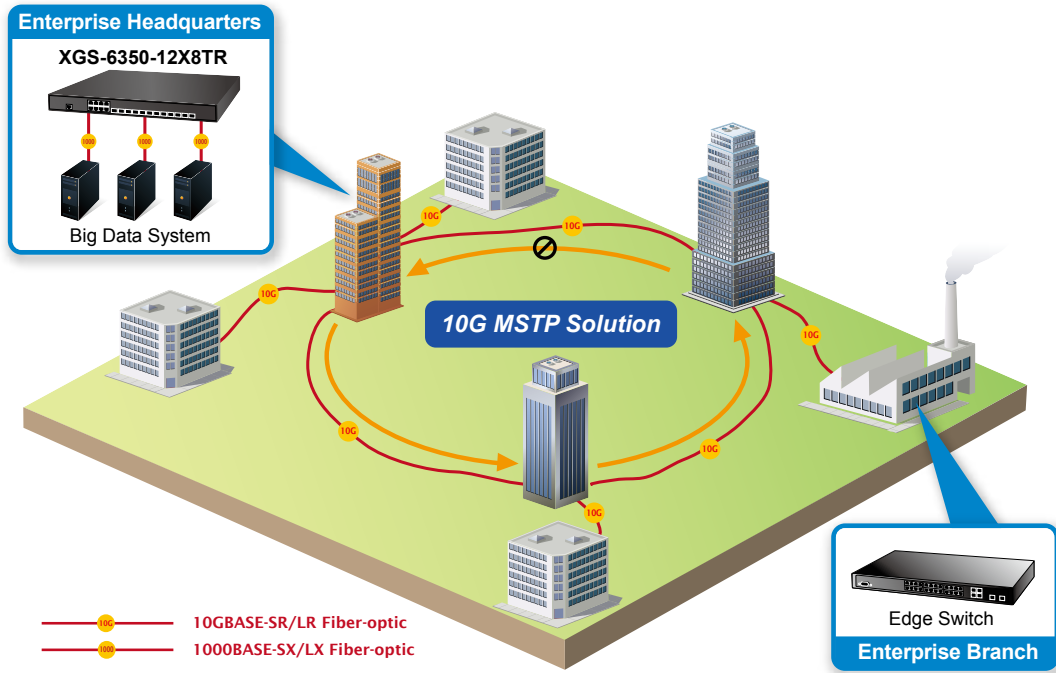 Enterprise Headquarters
XGS-6350-12X8TR
1000
1000
1000
Big Data System
10G
10G
10G
10G MSTP Solution
10G
10G
10G
10G
10G 10GBASE-SR/LR Fiber-optic
1000 1000BASE-SX/LX Fiber-optic
Edge Switch
Enterprise Branch